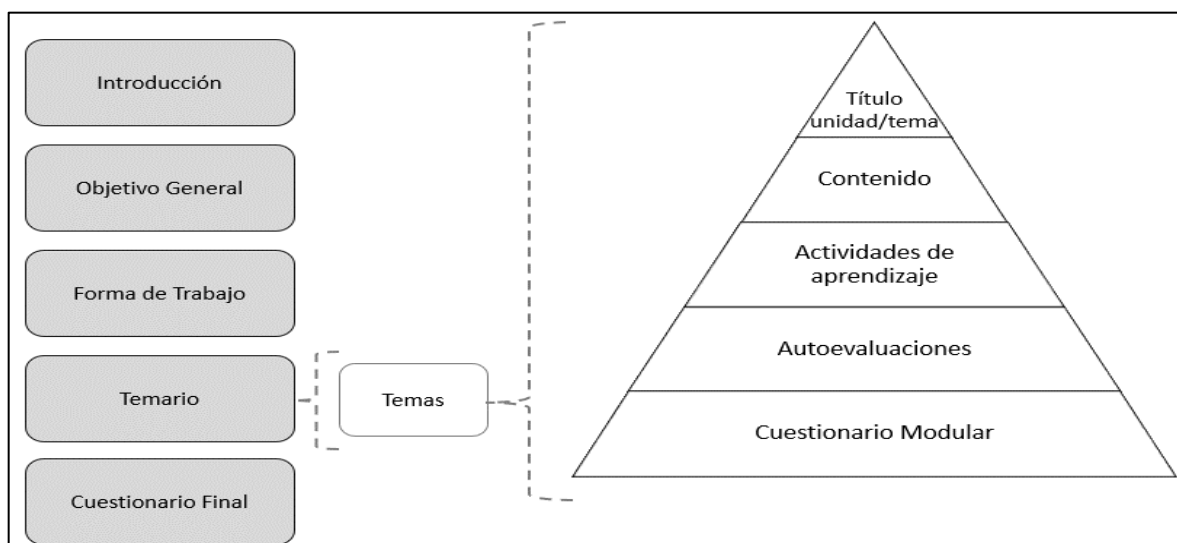 Introducción
Objetivo General
Forma de Trabajo
Temario
Cuestionario Final
Temas
Título
unidad/tema
Contenido
Actividades de
aprendizaje
Autoevaluaciones
Cuestionario Modular